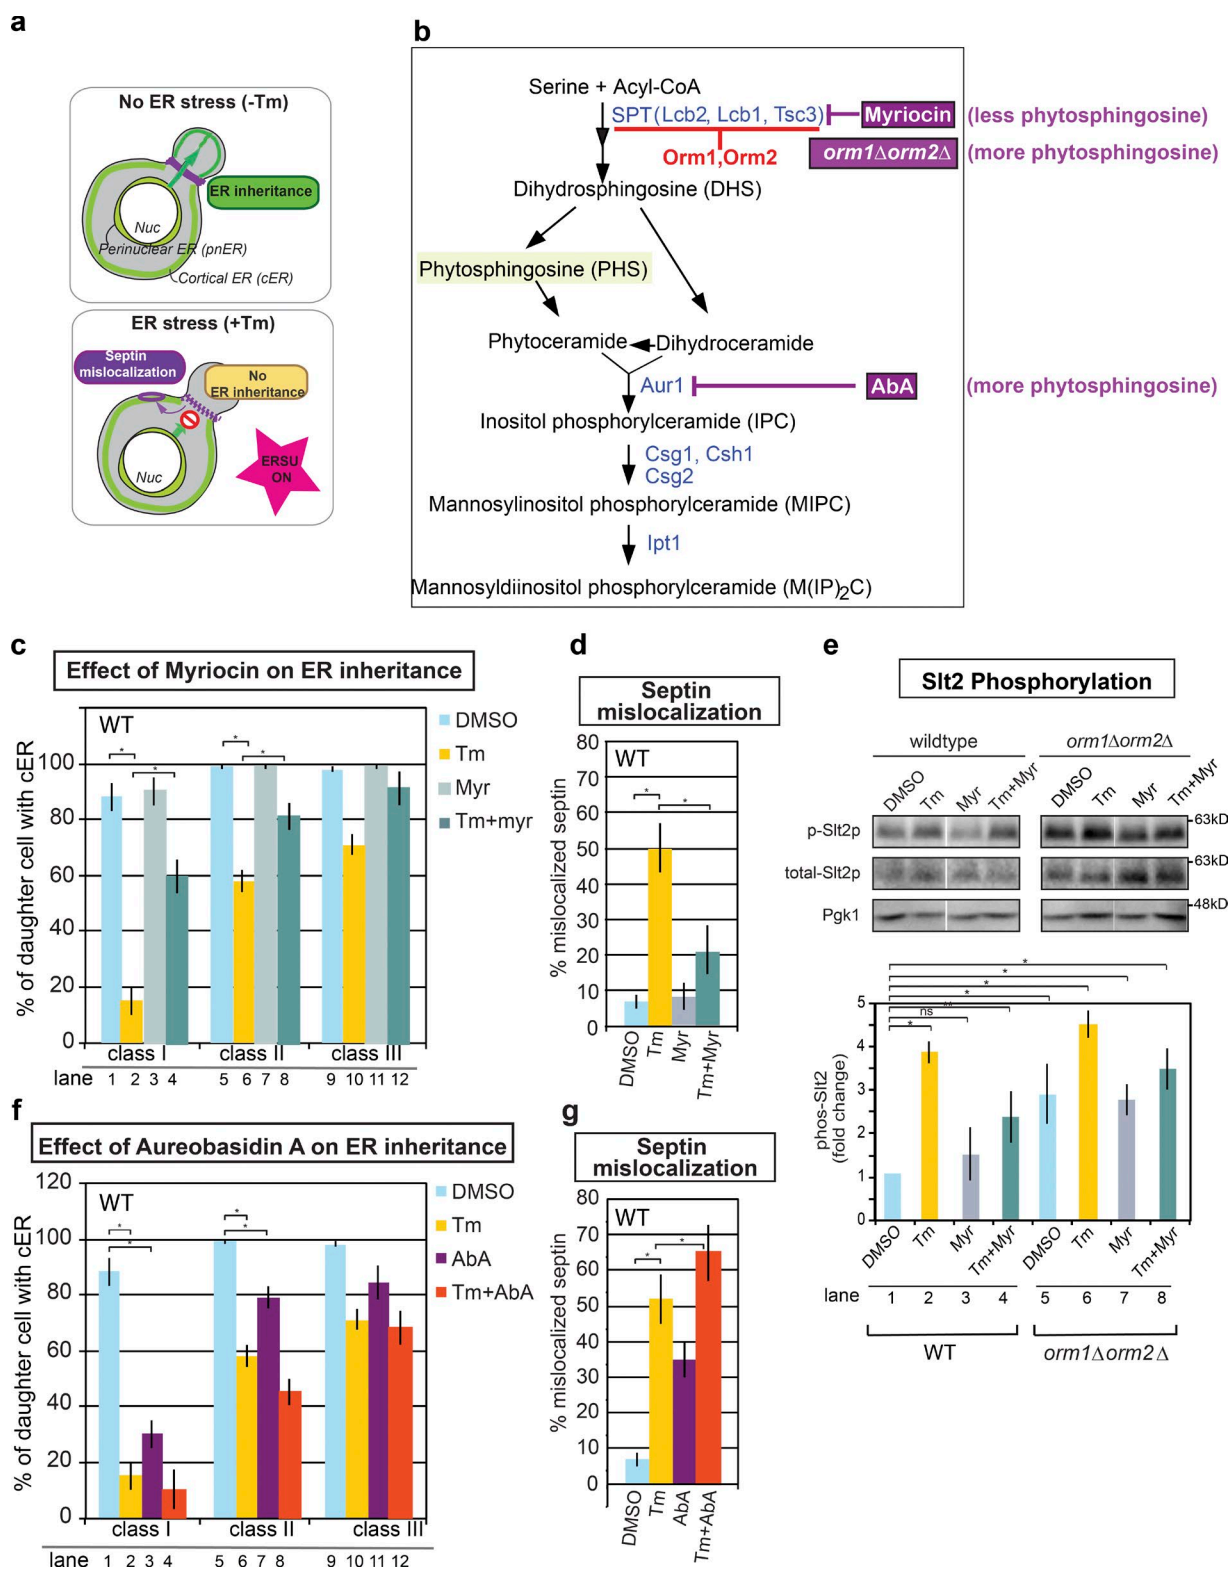 a
No ER stress (-Tm)
ER inheritance
Nuc
Perinuclear ER (pnER)
Cortical ER (cER)
ER stress (+Tm)
Septin
mislocalization
No
ER inheritance
Nuc
ERSU
ON
b
Serine + Acyl-CoA
SPT(Lcb2, Lcb1, Tsc3)
Myriocin
(less phytosphingosine)
Orm1,Orm2
orm1Δorm2Δ
(more phytosphingosine)
Dihydrosphingosine (DHS)
Phytosphingosine (PHS)
Phytoceramide
Dihydroceramide
Aur1
AbA
(more phytosphingosine)
Inositol phosphorylceramide (IPC)
Csg1, Csh1
Csg2
Mannosylinositol phosphorylceramide (MIPC)
Ipt1
Mannosyldiinositol phosphorylceramide (M(IP)2C)
c
Effect of Myriocin on ER inheritance
WT
DMSO
Tm
Myr
Tm+myr
% of daughter cell with cER
100
80
60
40
20
0
* * * *
class I class II class III
lane 1 2 3 4 5 6 7 8 9 10 11 12
d
Septin
mislocalization
WT
% mislocalized septin
80
70
60
50
40
30
20
10
0
* *
DMSO Tm Myr Tm+Myr
e
Slt2 Phosphorylation
wildtype orm1Δorm2Δ
DMSO Tm Myr Tm+Myr DMSO Tm Myr Tm+Myr
p-Slt2p -63kD
total-Slt2p -63kD
Pgk1 -48kD
* * * * ** ns *
phos-Slt2
(fold change)
5
4
3
2
1
0
DMSO Tm Myr Tm+Myr DMSO Tm Myr Tm+Myr
lane 1 2 3 4 5 6 7 8
WT orm1Δorm2Δ
f
Effect of Aureobasidin A on ER inheritance
WT
DMSO
Tm
AbA
Tm+AbA
% of daughter cell with cER
120
100
80
60
40
20
0
* * * *
class I class II class III
lane 1 2 3 4 5 6 7 8 9 10 11 12
g
Septin
mislocalization
WT
% mislocalized septin
80
70
60
50
40
30
20
10
0
* *
DMSO Tm AbA Tm+AbA